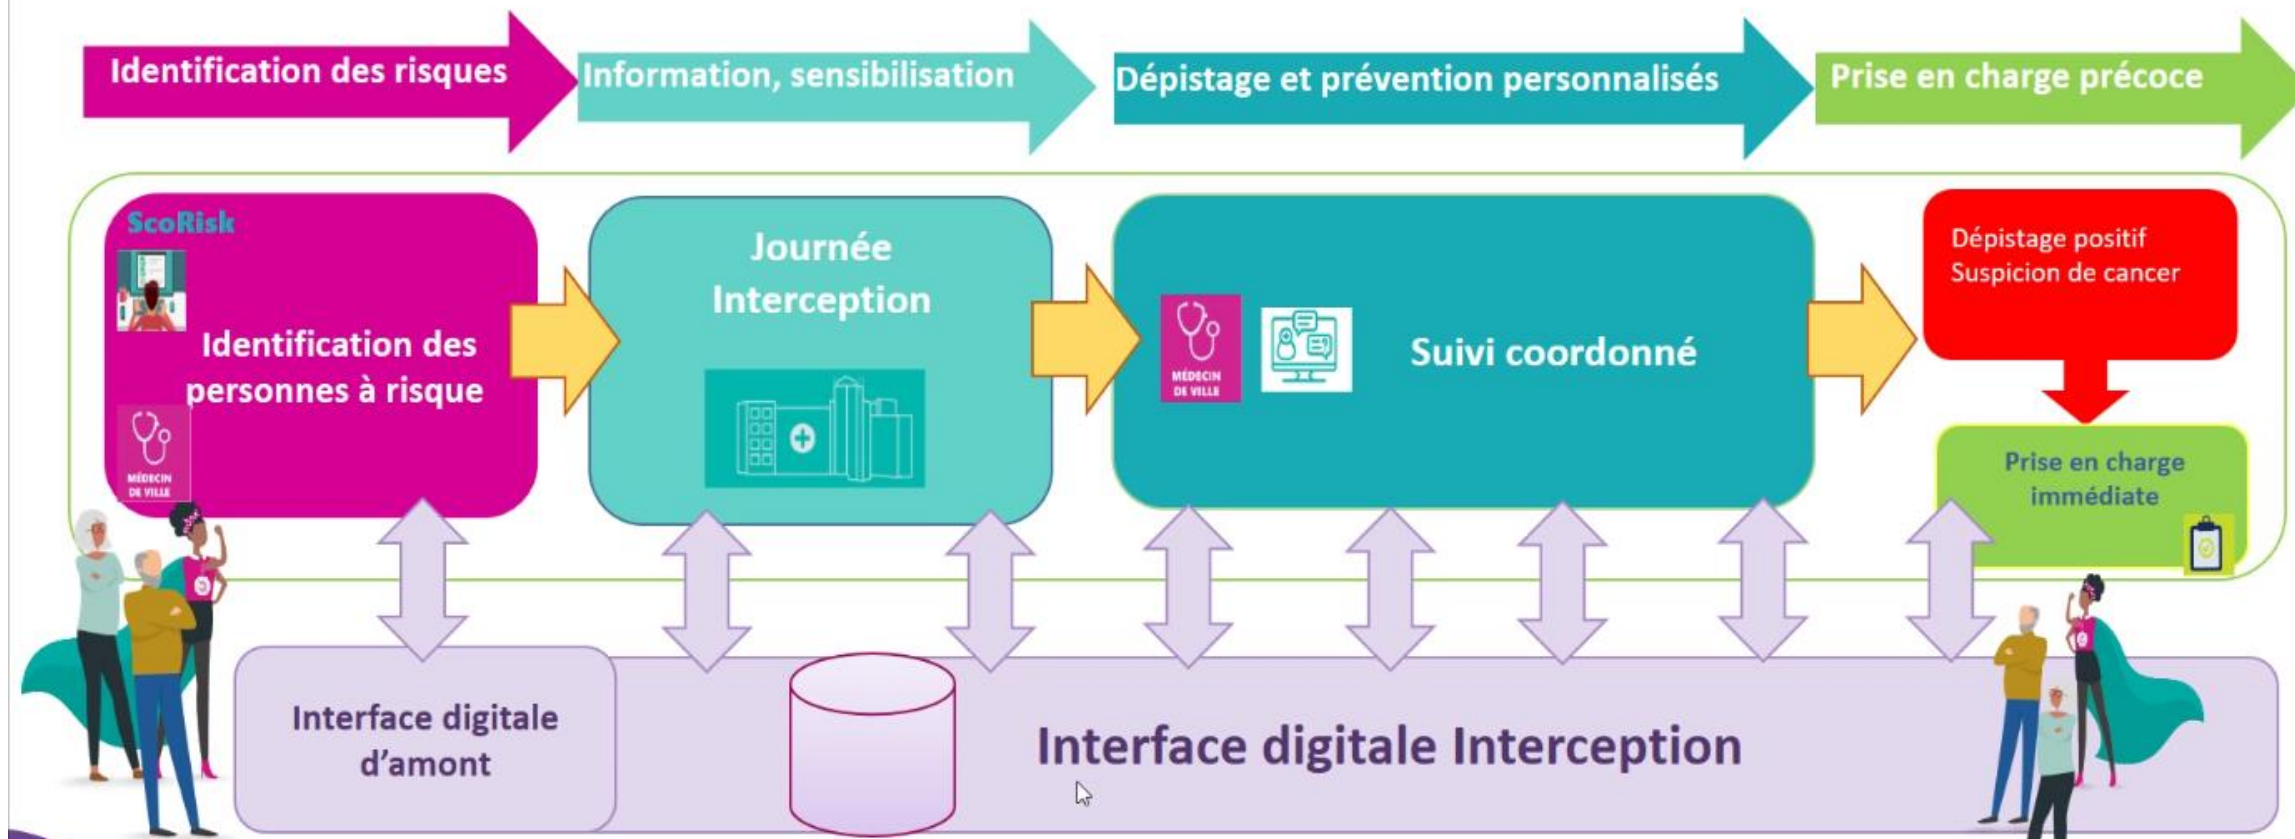 Identification des risques
Information, sensibilisation
Dépistage et prévention personnalisés
Prise en charge précoce
ScoRisk
Identification des
personnes à risque
MÉDECIN
DE VILLE
Journée
Interception
MÉDECIN
DE VILLE
Suivi coordonné
Dépistage positif
Suspicion de cancer
Prise en charge
immédiate
Interface digitale
d'amont
Interface digitale Interception